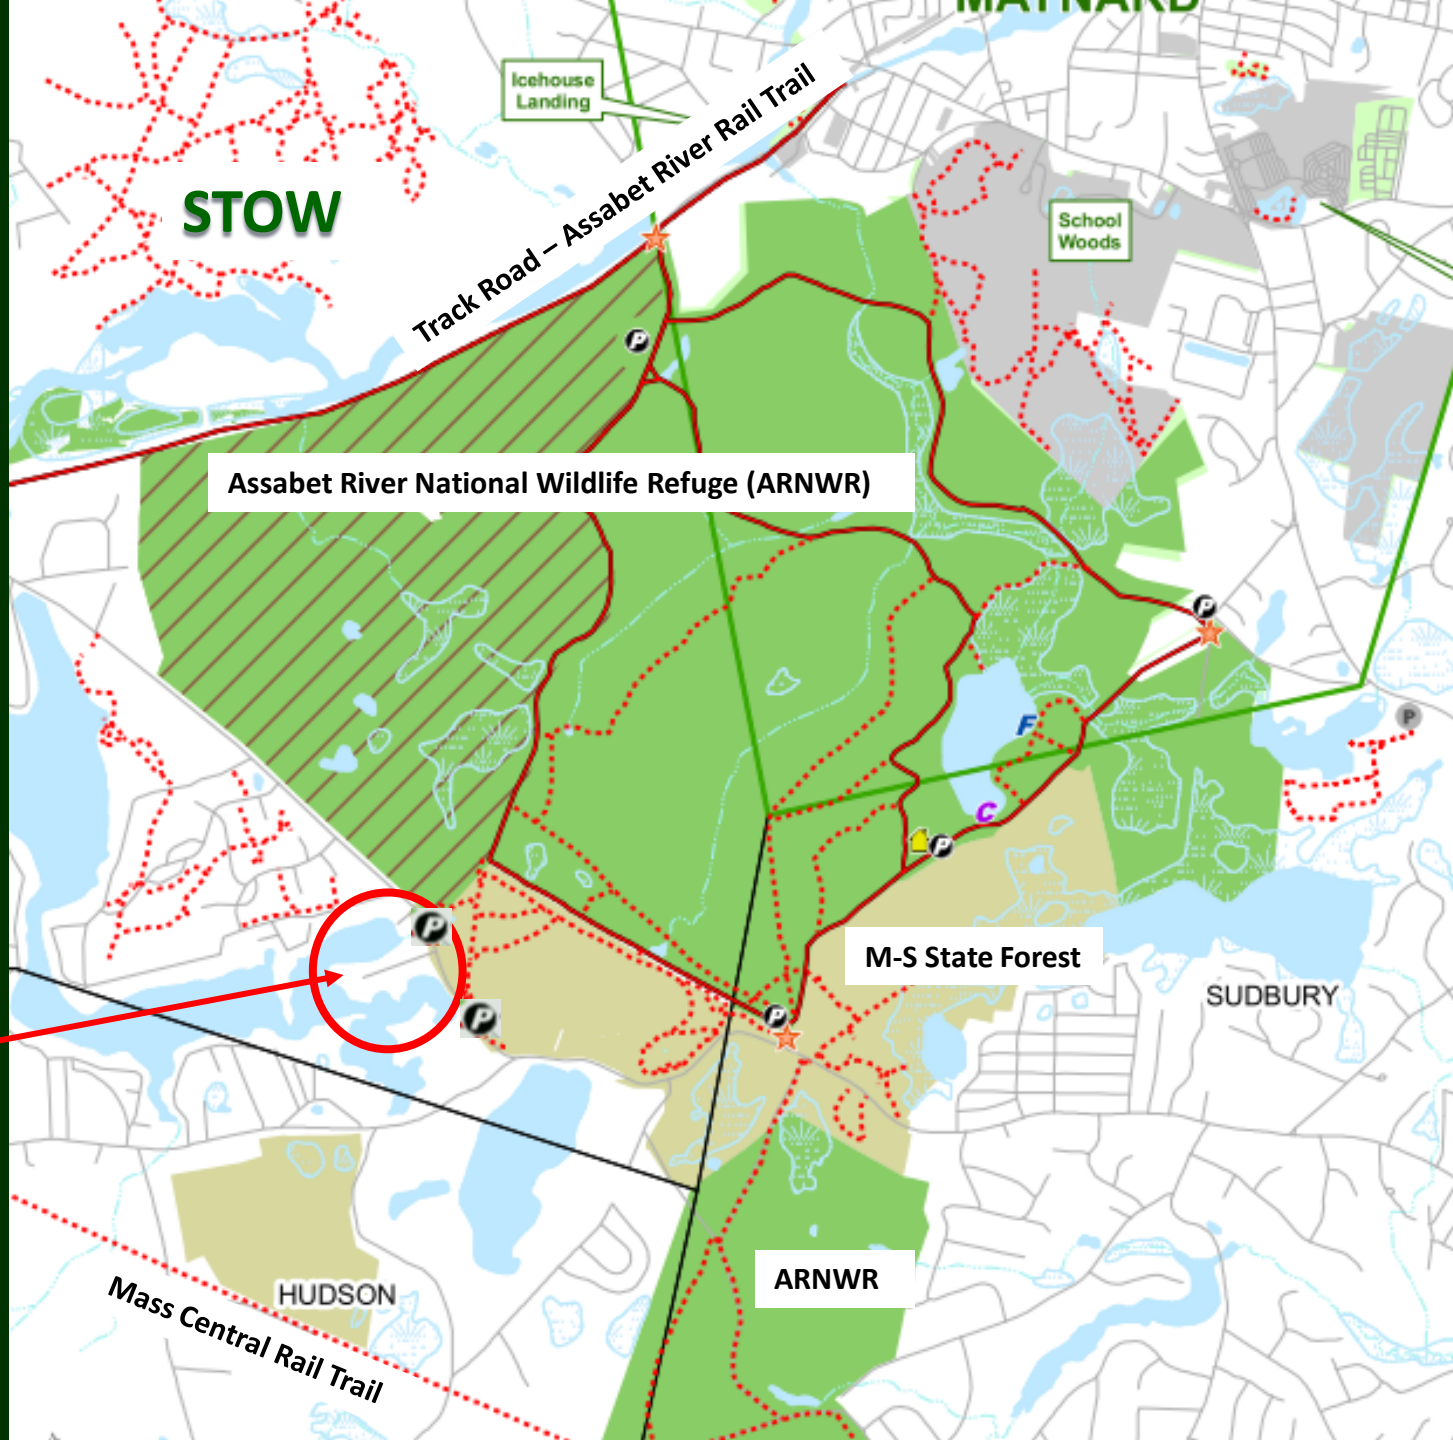 MAYNARD
Icehouse
Landing
Track Road – Assabet River Rail Trail
STOW
School
Woods
P
Assabet River National Wildlife Refuge (ARNWR)
P
P
F
C
P
P
M-S State Forest
SUDBURY
P
P
ARNWR
HUDSON
Mass Central Rail Trail